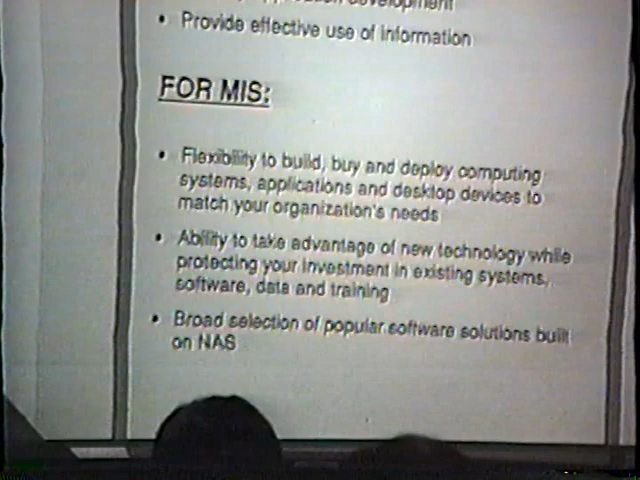 development
• Provide effective use of information
FOR MIS:
• Flexibility to build, buy and deploy computing
systems, applications and desktop devices to
match your organization's needs
• Ability to take advantage of new technology while
protecting your investment in existing systems,
software, data and training
• Broad selection of popular software solutions built
on NAS